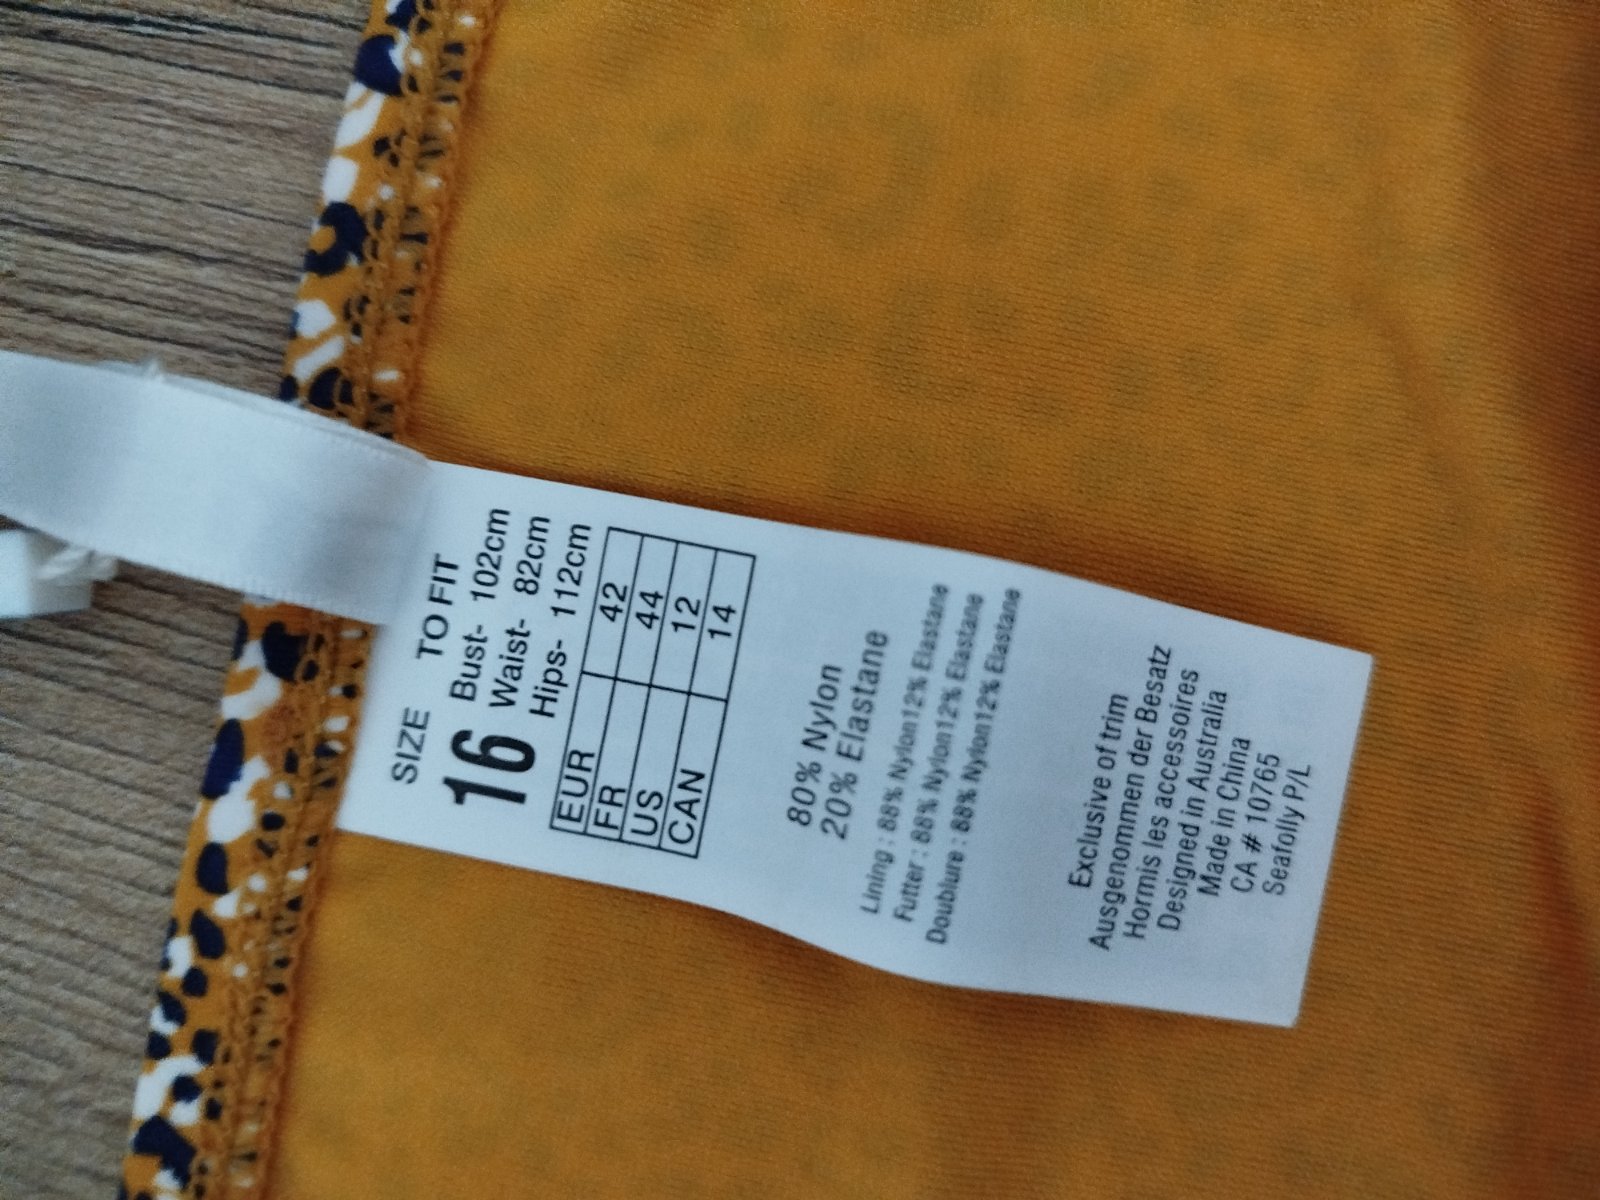 SIZE TO FIT
16 Bust- 102cm
Waist- 82cm
Hips- 112cm
EUR 42
FR 44
US 12
CAN 14
80% Nylon
20% Elastane
Lining : 88% Nylon12% Elastane
Futter : 88% Nylon12% Elastane
Doublure : 88% Nylon12% Elastane
Exclusive of trim
Ausgenommen der Besatz
Hormis les accessoires
Designed in Australia
Made in China
CA # 10765
Seafolly P/L